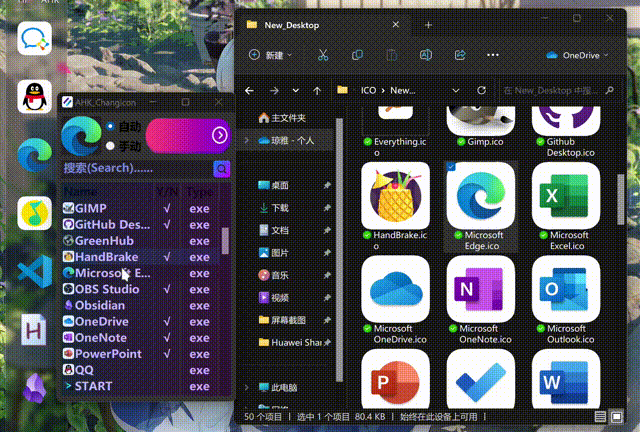 AHK_Changicon
自动
手动
搜索(Search)......
Name Y/N Type
GIMP √ exe
GitHub Des... √ exe
GreenHub exe
HandBrake √ exe
Microsoft E... exe
OBS Studio √ exe
Obsidian exe
OneDrive √ exe
OneNote √ exe
PowerPoint √ exe
QQ exe
START exe
New_Desktop
新建
OneDrive
ICO › New...
在 New_Desktop 中搜...
主文件夹
琼雅 - 个人
桌面
下载
文档
图片
音乐
视频
屏幕截图
Huawei Shar
此电脑
Everything.ico
Gimp.ico
Github Desktop.ico
HandBrake.ico
Microsoft Edge.ico
Microsoft Excel.ico
Microsoft OneDrive.ico
Microsoft OneNote.ico
Microsoft Outlook.ico
50 个项目 | 选中 1 个项目 80.4 KB | 始终在此设备上可用 |